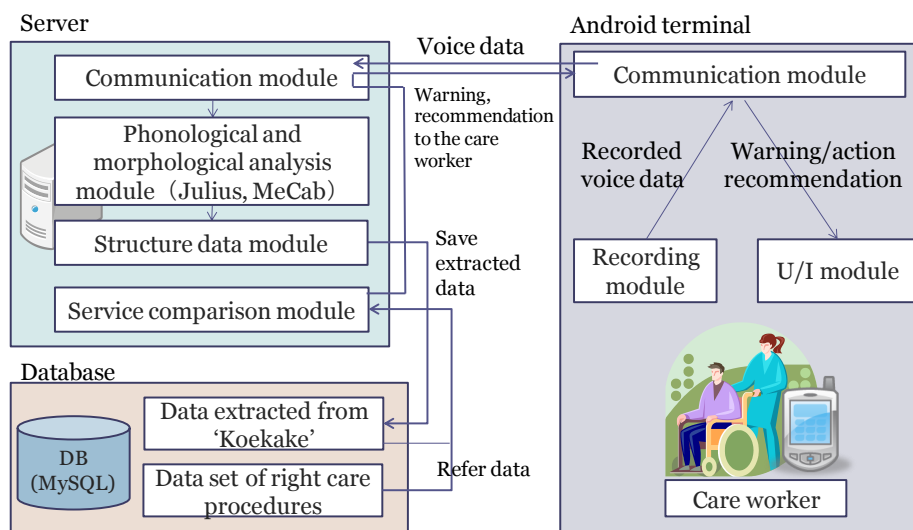 Server
Communication module
Phonological and
morphological analysis
module（Julius, MeCab）
Structure data module
Service comparison module
Voice data
Warning,
recommendation
to the care
worker
Save
extracted
data
Android terminal
Communication module
Recorded
voice data
Warning/action
recommendation
Recording
module
U/I module
Care worker
Database
DB
(MySQL)
Data extracted from
‘Koekake’
Data set of right care
procedures
Refer data